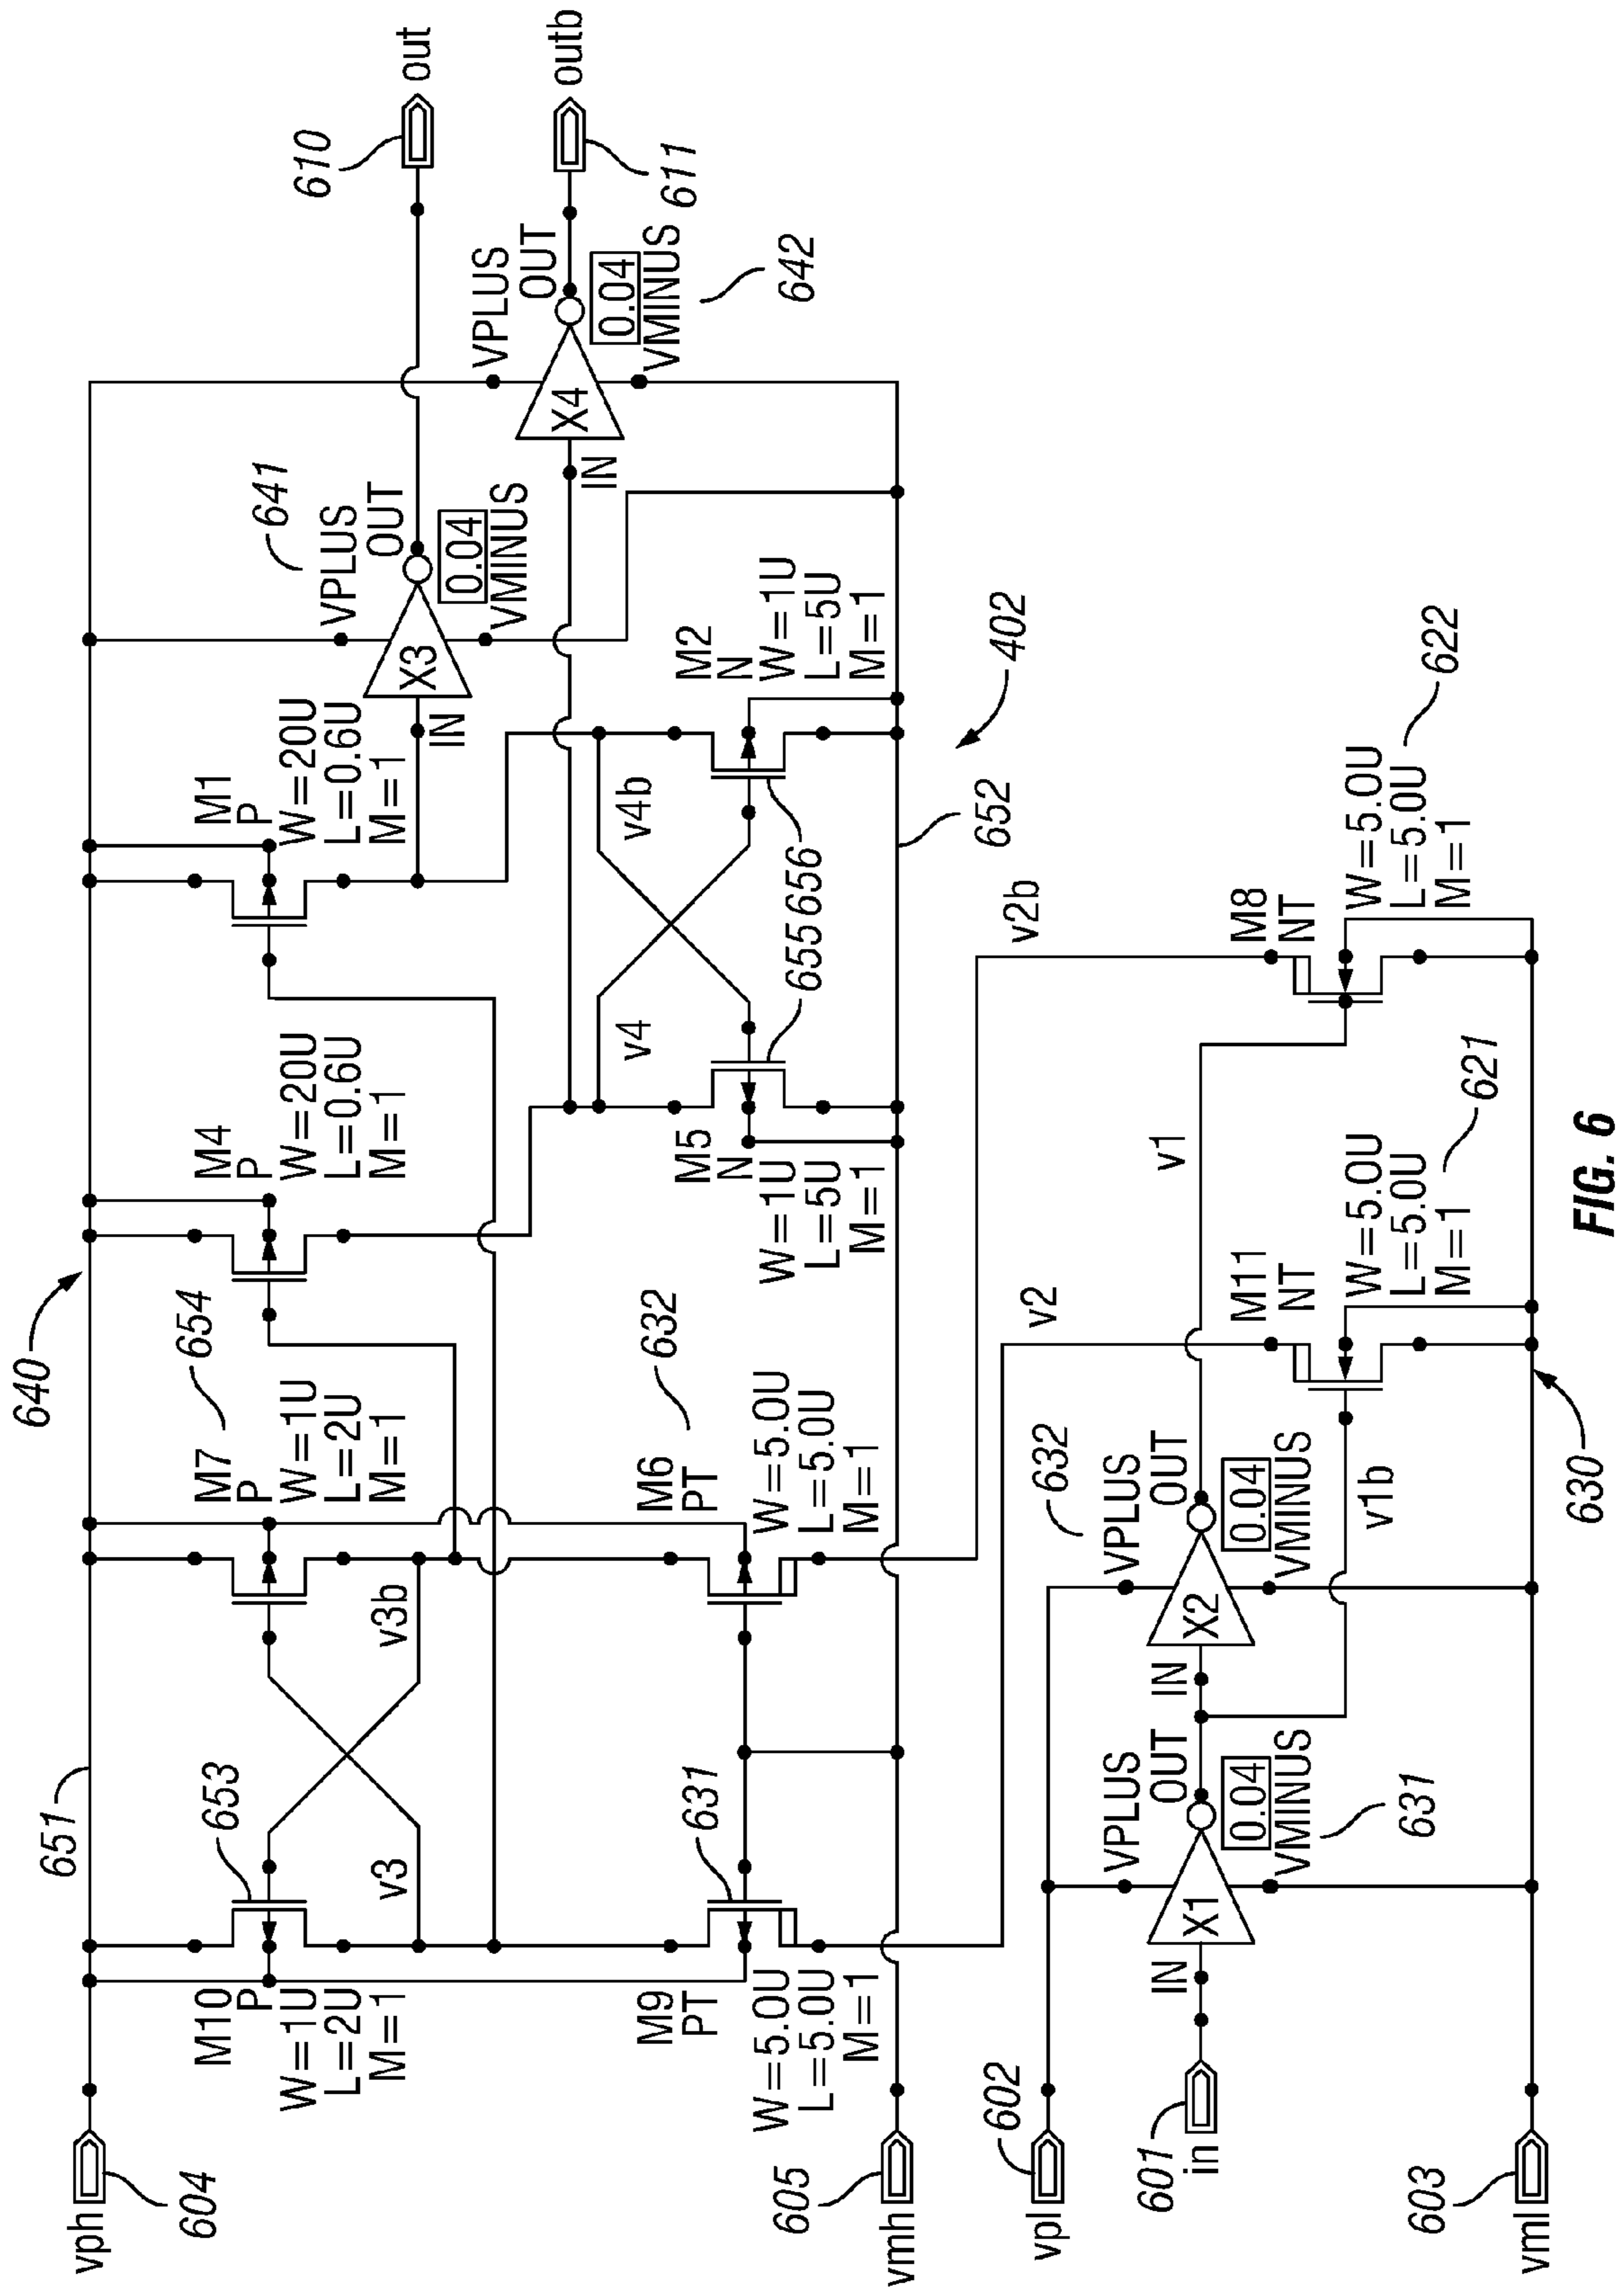 640
651
604
vph
653
M10
P
W=1U
L=2U
M=1
v3
654
M7
P
W=1U
L=2U
M=1
v3b
M4
P
W=20U
L=0.6U
M=1
M1
P
W=20U
L=0.6U
M=1
641
VPLUS
OUT
0.04
VMINUS
X3
IN
610
out
VPLUS
OUT
0.04
VMINUS
X4
IN
642
611
outb
631
M9
PT
W=5.0U
L=5.0U
M=1
632
M6
PT
W=5.0U
L=5.0U
M=1
v4
v4b
M5
N
W=1U
L=5U
M=1
655
656
M2
N
W=1U
L=5U
M=1
402
652
605
vmh
602
vpl
601
in
603
vml
VPLUS
OUT
0.04
VMINUS
X1
IN
631
632
VPLUS
OUT
0.04
VMINUS
X2
IN
v1b
v2
M11
NT
W=5.0U
L=5.0U
M=1
621
v1
v2b
M8
NT
W=5.0U
L=5.0U
M=1
622
630
FIG. 6